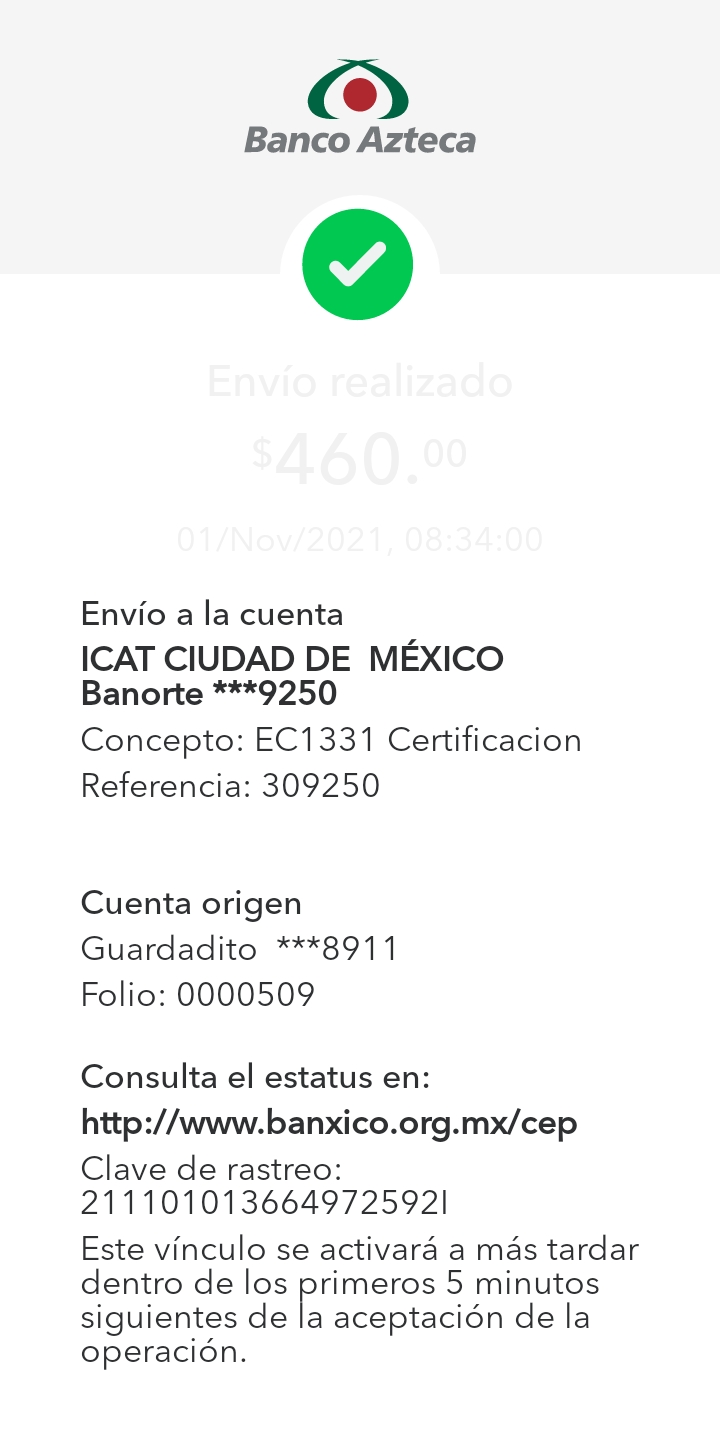 Banco Azteca
Envío realizado
$460.00
01/Nov/2021, 08:34:00
Envío a la cuenta
ICAT CIUDAD DE  MÉXICO
Banorte ***9250
Concepto: EC1331 Certificacion
Referencia: 309250
Cuenta origen
Guardadito  ***8911
Folio: 0000509
Consulta el estatus en:
http://www.banxico.org.mx/cep
Clave de rastreo:
211101013664972592I
Este vínculo se activará a más tardar
dentro de los primeros 5 minutos
siguientes de la aceptación de la
operación.